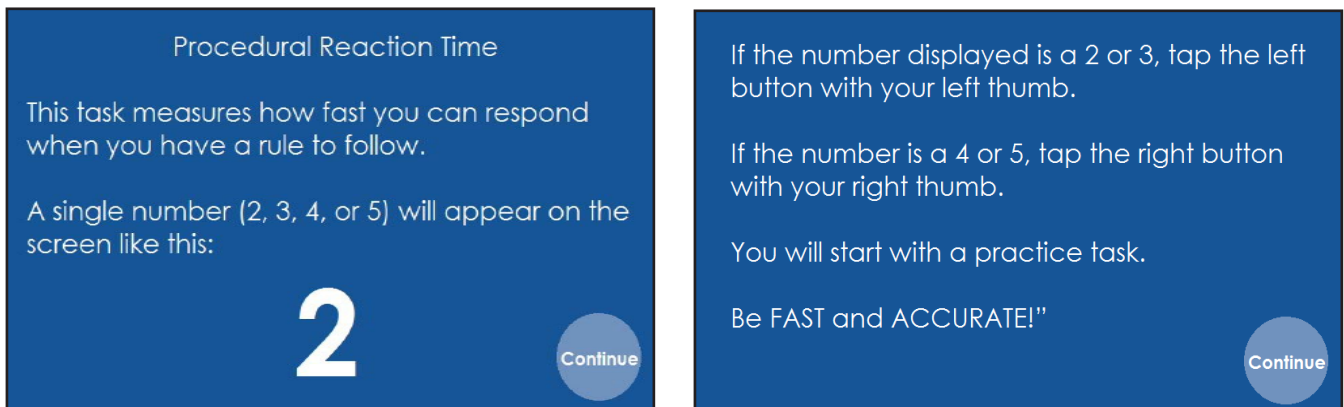 Procedural Reaction Time
This task measures how fast you can respond
when you have a rule to follow.
A single number (2, 3, 4, or 5) will appear on the
screen like this:
2
Continue
If the number displayed is a 2 or 3, tap the left
button with your left thumb.
If the number is a 4 or 5, tap the right button
with your right thumb.
You will start with a practice task.
Be FAST and ACCURATE!”
Continue